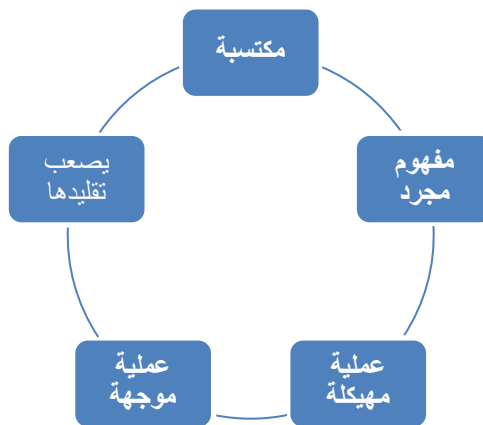 مكتسبة
مفهوم
مجرد
عملية
مهيكلة
عملية
موجهة
يصعب
تقليدها